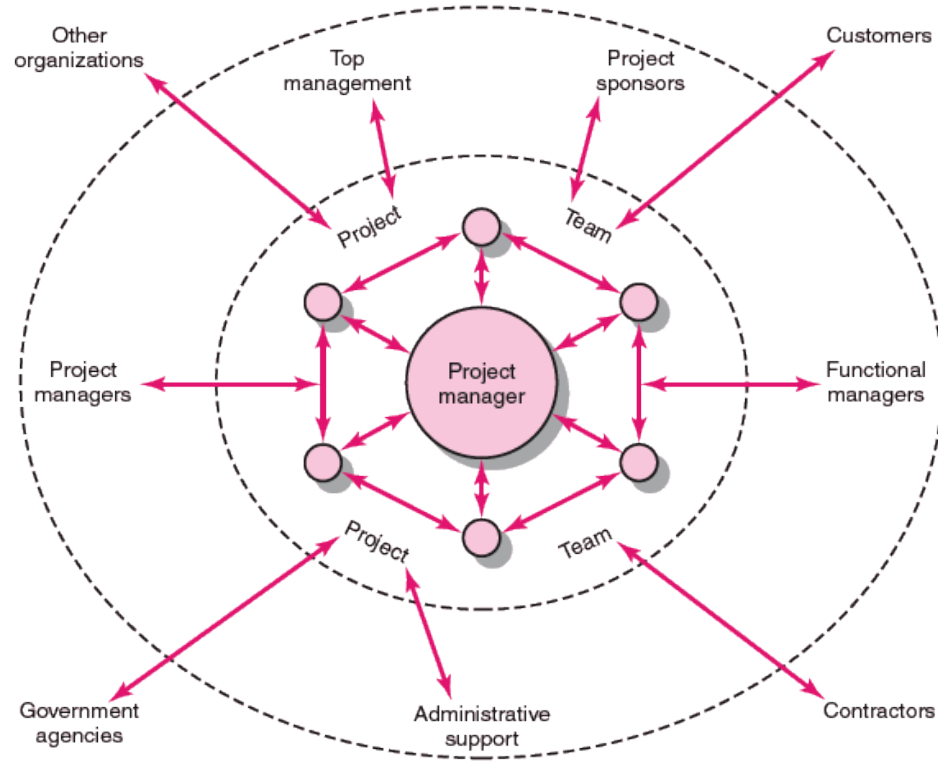 Other
organizations
Top
management
Project
sponsors
Customers
Project
Team
Project
managers
Project
manager
Functional
managers
Project
Team
Government
agencies
Administrative
support
Contractors